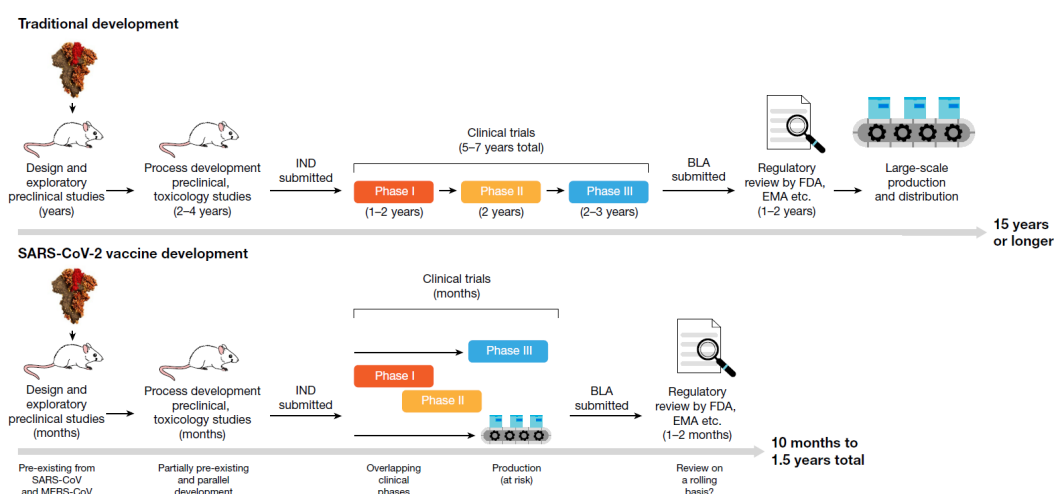 Traditional development
Design and
exploratory
preclinical studies
(years)
Process development
preclinical,
toxicology studies
(2–4 years)
IND
submitted
Clinical trials
(5–7 years total)
Phase I
(1–2 years)
Phase II
(2 years)
Phase III
(2–3 years)
BLA
submitted
Regulatory
review by FDA,
EMA etc.
(1–2 years)
Large-scale
production
and distribution
15 years
or longer
SARS-CoV-2 vaccine development
Design and
exploratory
preclinical studies
(months)
Process development
preclinical,
toxicology studies
(months)
IND
submitted
Clinical trials
(months)
Phase III
Phase I
Phase II
BLA
submitted
Regulatory
review by FDA,
EMA etc.
(1–2 months)
10 months to
1.5 years total
Pre-existing from
SARS-CoV
and MERS-CoV
Partially pre-existing
and parallel
development
Overlapping
clinical
phases
Production
(at risk)
Review on
a rolling
basis?